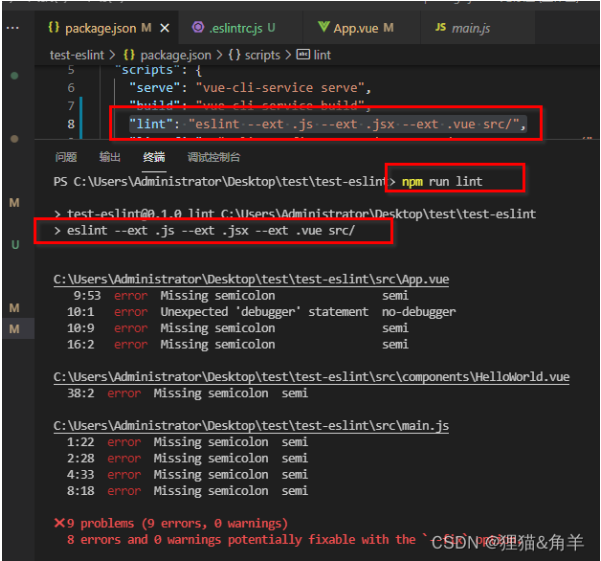 package.json M
.eslintrc.js U
App.vue M
main.js
test-eslint > package.json > scripts > lint
5 "scripts": {
6 "serve": "vue-cli-service serve",
7 "build": "vue-cli-service build",
8 "lint": "eslint --ext .js --ext .jsx --ext .vue src/",
问题 输出 终端 调试控制台
PS C:\Users\Administrator\Desktop\test\test-eslint> npm run lint
> test-eslint@0.1.0 lint C:\Users\Administrator\Desktop\test\test-eslint
> eslint --ext .js --ext .jsx --ext .vue src/
C:\Users\Administrator\Desktop\test\test-eslint\src\App.vue
9:53 error Missing semicolon semi
10:1 error Unexpected 'debugger' statement no-debugger
10:9 error Missing semicolon semi
16:2 error Missing semicolon semi
C:\Users\Administrator\Desktop\test\test-eslint\src\components\HelloWorld.vue
38:2 error Missing semicolon semi
C:\Users\Administrator\Desktop\test\test-eslint\src\main.js
1:22 error Missing semicolon semi
2:28 error Missing semicolon semi
4:33 error Missing semicolon semi
8:18 error Missing semicolon semi
9 problems (9 errors, 0 warnings)
8 errors and 0 warnings potentially fixable with the `--fix`
CSDN @狸猫&角羊
M
U
M
M